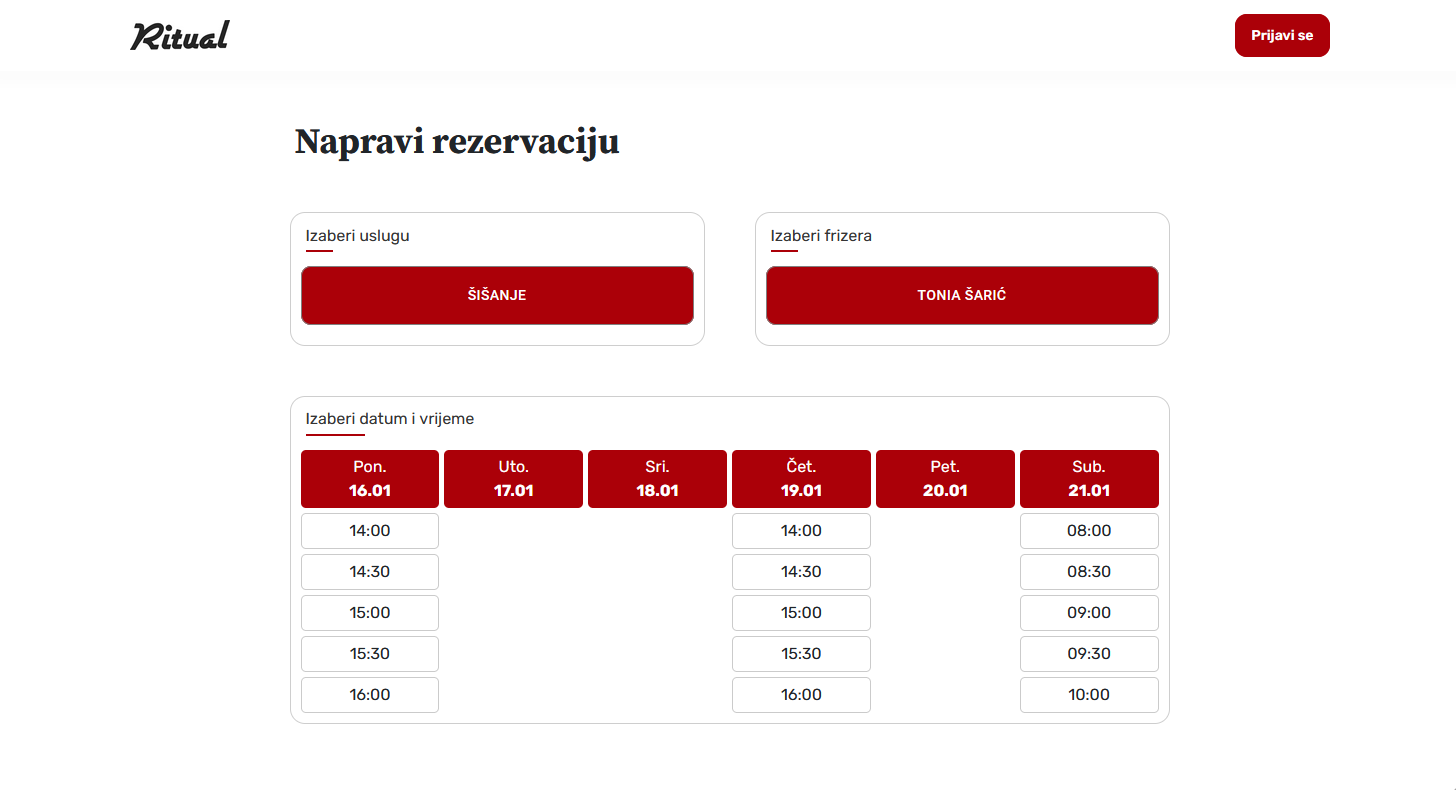 Ritual
Prijavi se
Napravi rezervaciju
Izaberi uslugu
ŠIŠANJE
Izaberi frizera
TONIA ŠARIĆ
Izaberi datum i vrijeme
Pon. Uto. Sri. Čet. Pet. Sub.
16.01 17.01 18.01 19.01 20.01 21.01
14:00 14:00 08:00
14:30 14:30 08:30
15:00 15:00 09:00
15:30 15:30 09:30
16:00 16:00 10:00